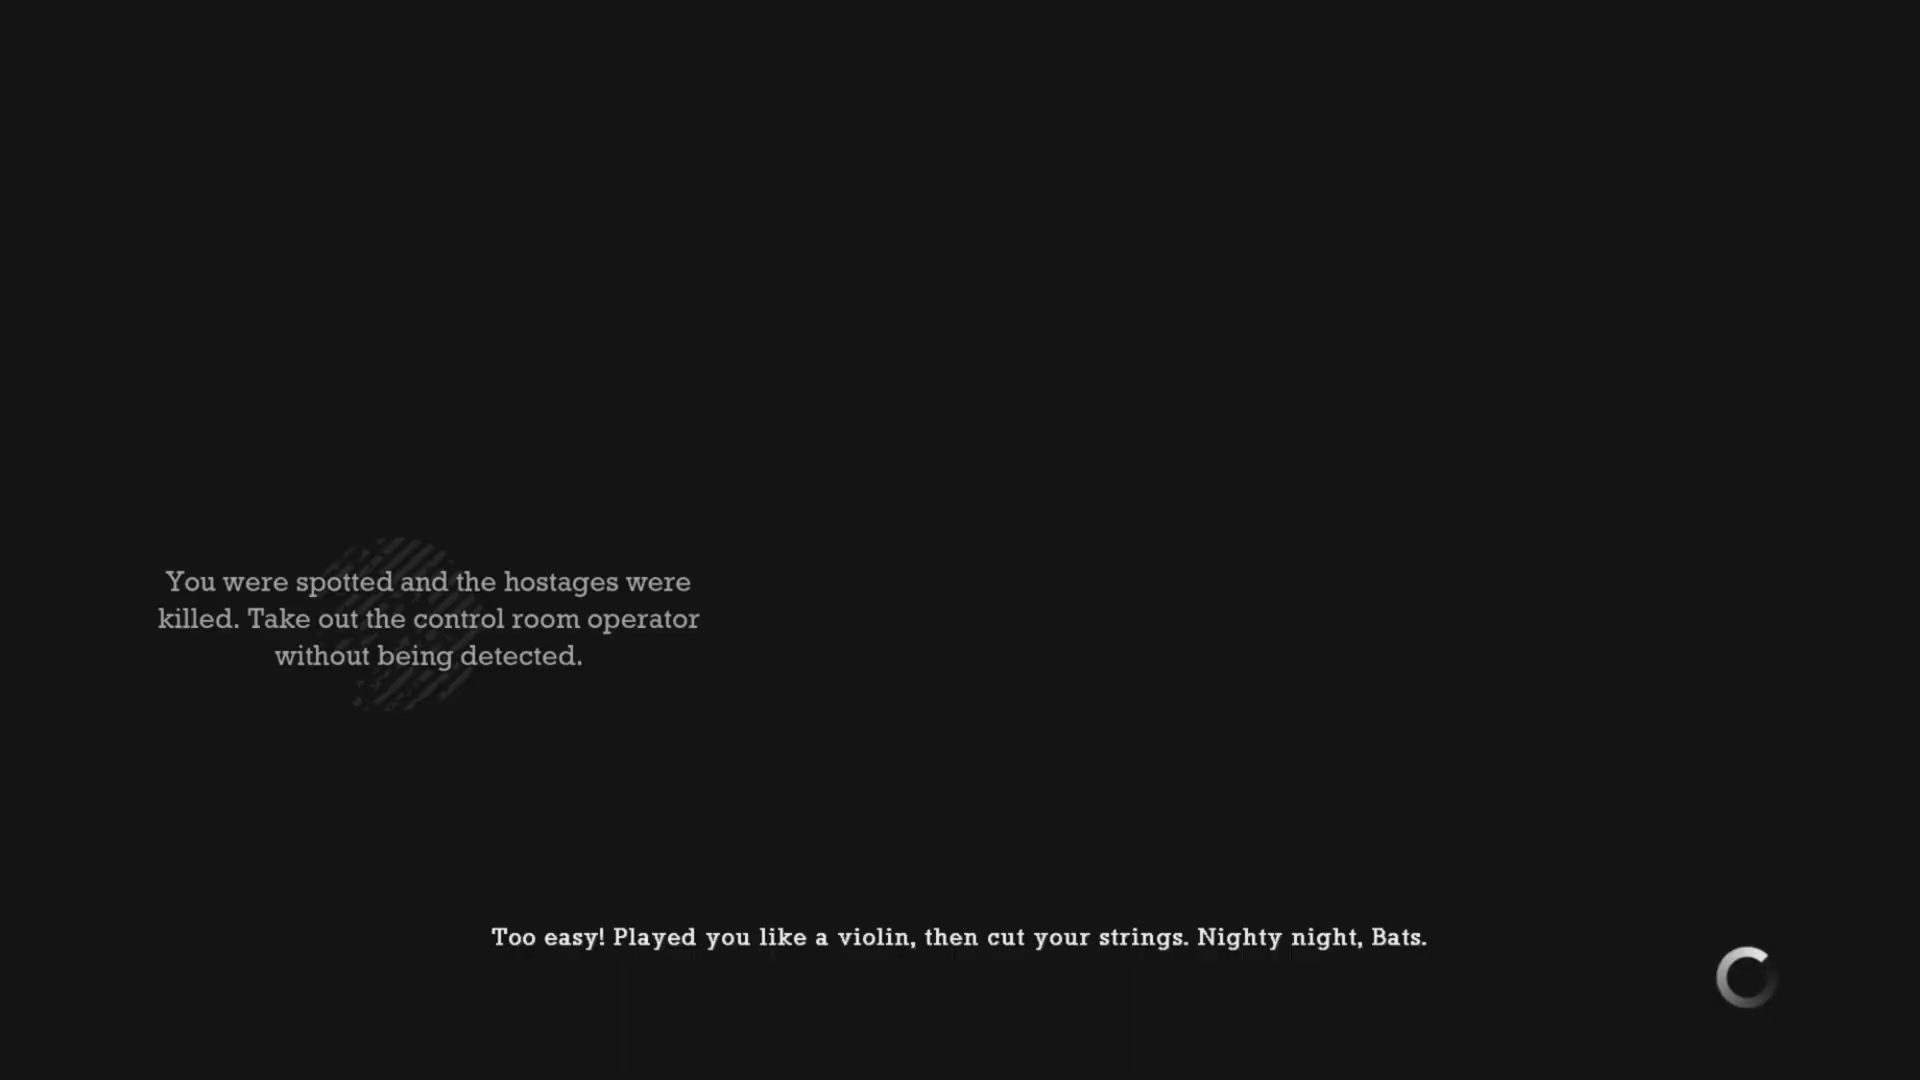 You were spotted and the hostages were
killed. Take out the control room operator
without being detected.
Too easy! Played you like a violin, then cut your strings. Nighty night, Bats.